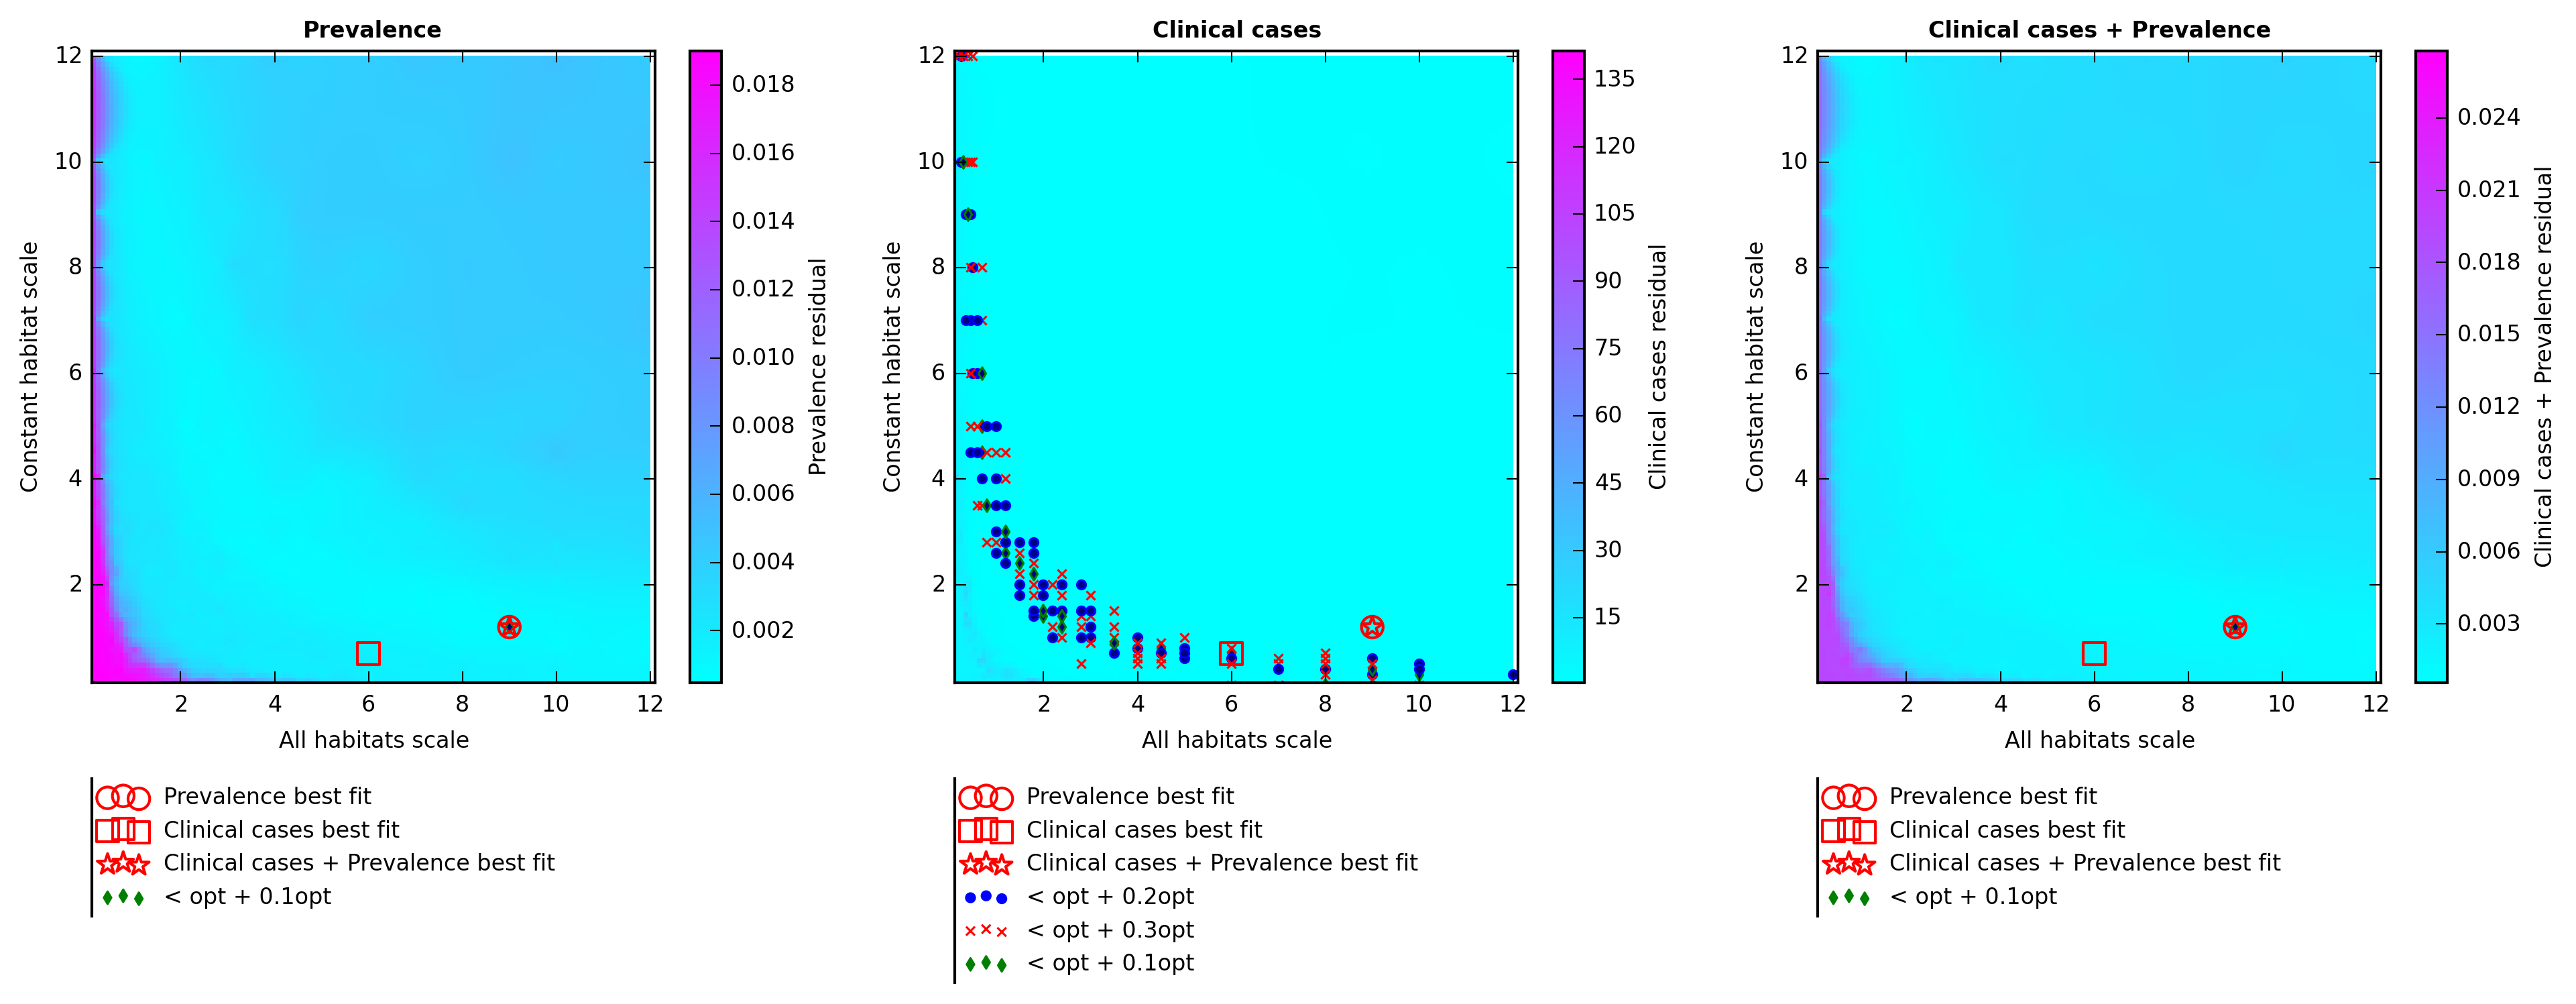 Prevalence
12
10
8
6
4
2
2 4 6 8 10 12
Constant habitat scale
All habitats scale
0.018
0.016
0.014
0.012
0.010
0.008
0.006
0.004
0.002
Prevalence residual
Prevalence best fit
Clinical cases best fit
Clinical cases + Prevalence best fit
< opt + 0.1opt
Clinical cases
12
10
8
6
4
2
2 4 6 8 10 12
Constant habitat scale
All habitats scale
135
120
105
90
75
60
45
30
15
Clinical cases residual
Prevalence best fit
Clinical cases best fit
Clinical cases + Prevalence best fit
< opt + 0.2opt
< opt + 0.3opt
< opt + 0.1opt
Clinical cases + Prevalence
12
10
8
6
4
2
2 4 6 8 10 12
Constant habitat scale
All habitats scale
0.024
0.021
0.018
0.015
0.012
0.009
0.006
0.003
Clinical cases + Prevalence residual
Prevalence best fit
Clinical cases best fit
Clinical cases + Prevalence best fit
< opt + 0.1opt